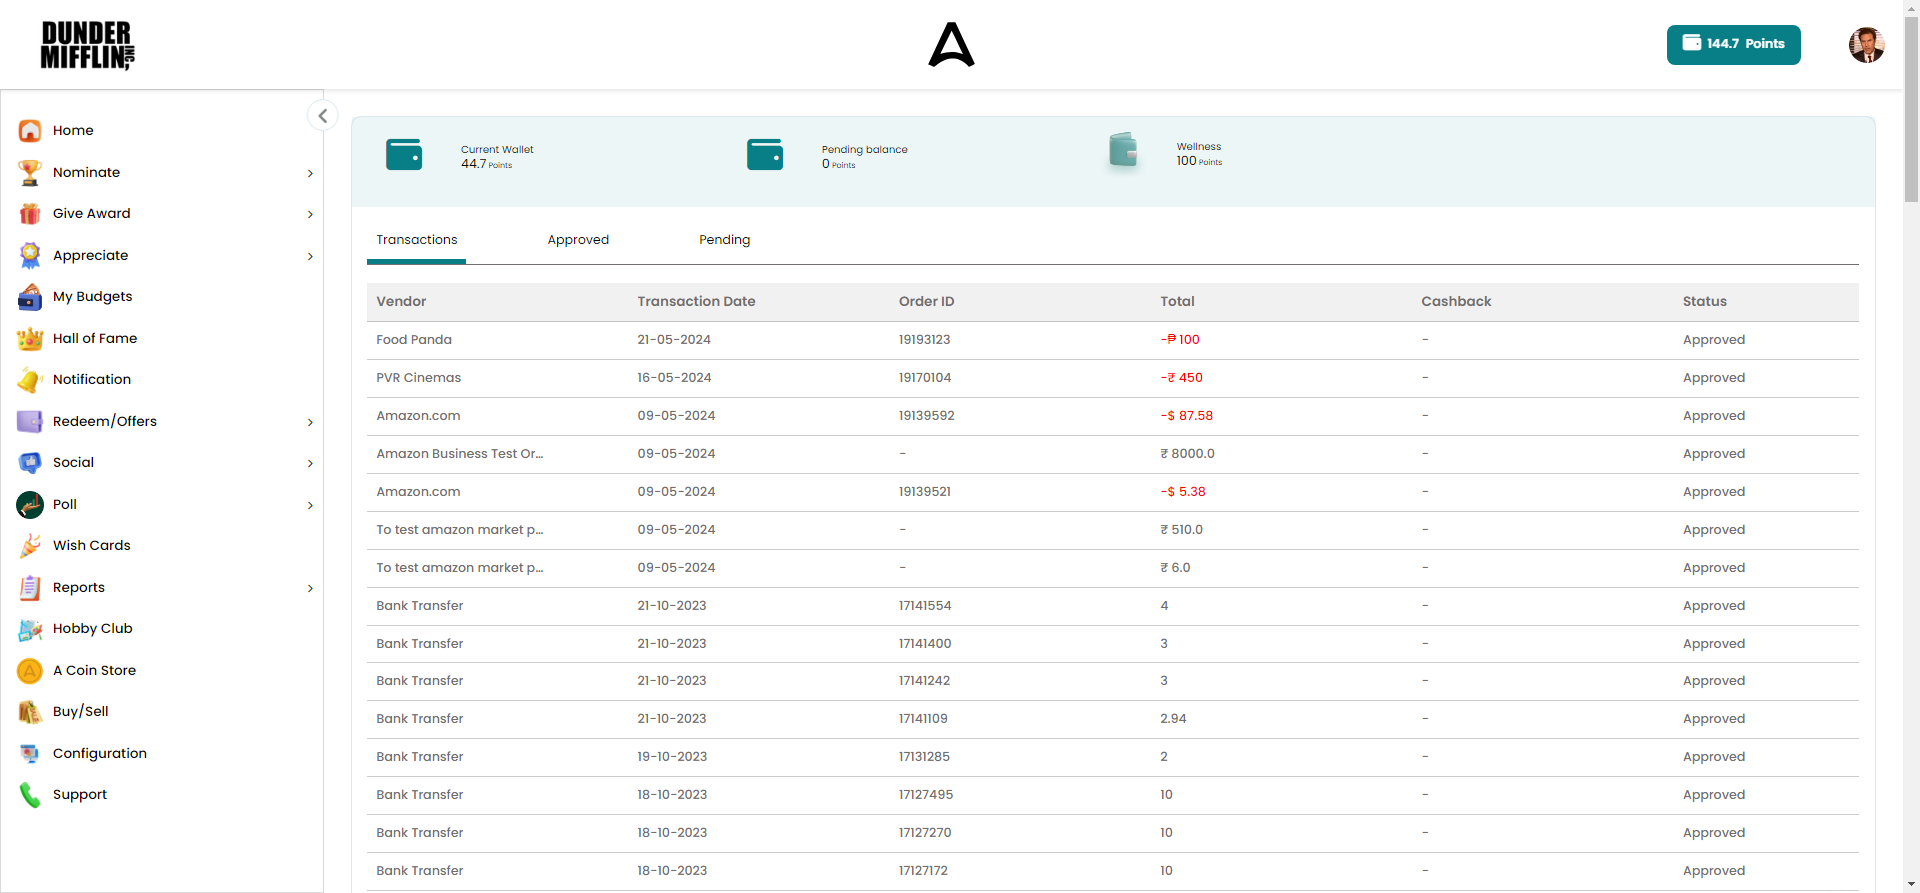 DUNDER
MIFFLIN, INC
144.7 Points
Home
Nominate
Give Award
Appreciate
My Budgets
Hall of Fame
Notification
Redeem/Offers
Social
Poll
Wish Cards
Reports
Hobby Club
A Coin Store
Buy/Sell
Configuration
Support
Current Wallet
44.7 Points
Pending balance
0 Points
Wellness
100 Points
Transactions Approved Pending
Vendor Transaction Date Order ID Total Cashback Status
Food Panda 21-05-2024 19193123 -₱ 100 - Approved
PVR Cinemas 16-05-2024 19170104 -₹ 450 - Approved
Amazon.com 09-05-2024 19139592 -$ 87.58 - Approved
Amazon Business Test Or... 09-05-2024 - ₹ 8000.0 - Approved
Amazon.com 09-05-2024 19139521 -$ 5.38 - Approved
To test amazon market p... 09-05-2024 - ₹ 510.0 - Approved
To test amazon market p... 09-05-2024 - ₹ 6.0 - Approved
Bank Transfer 21-10-2023 17141554 4 - Approved
Bank Transfer 21-10-2023 17141400 3 - Approved
Bank Transfer 21-10-2023 17141242 3 - Approved
Bank Transfer 21-10-2023 17141109 2.94 - Approved
Bank Transfer 19-10-2023 17131285 2 - Approved
Bank Transfer 18-10-2023 17127495 10 - Approved
Bank Transfer 18-10-2023 17127270 10 - Approved
Bank Transfer 18-10-2023 17127172 10 - Approved